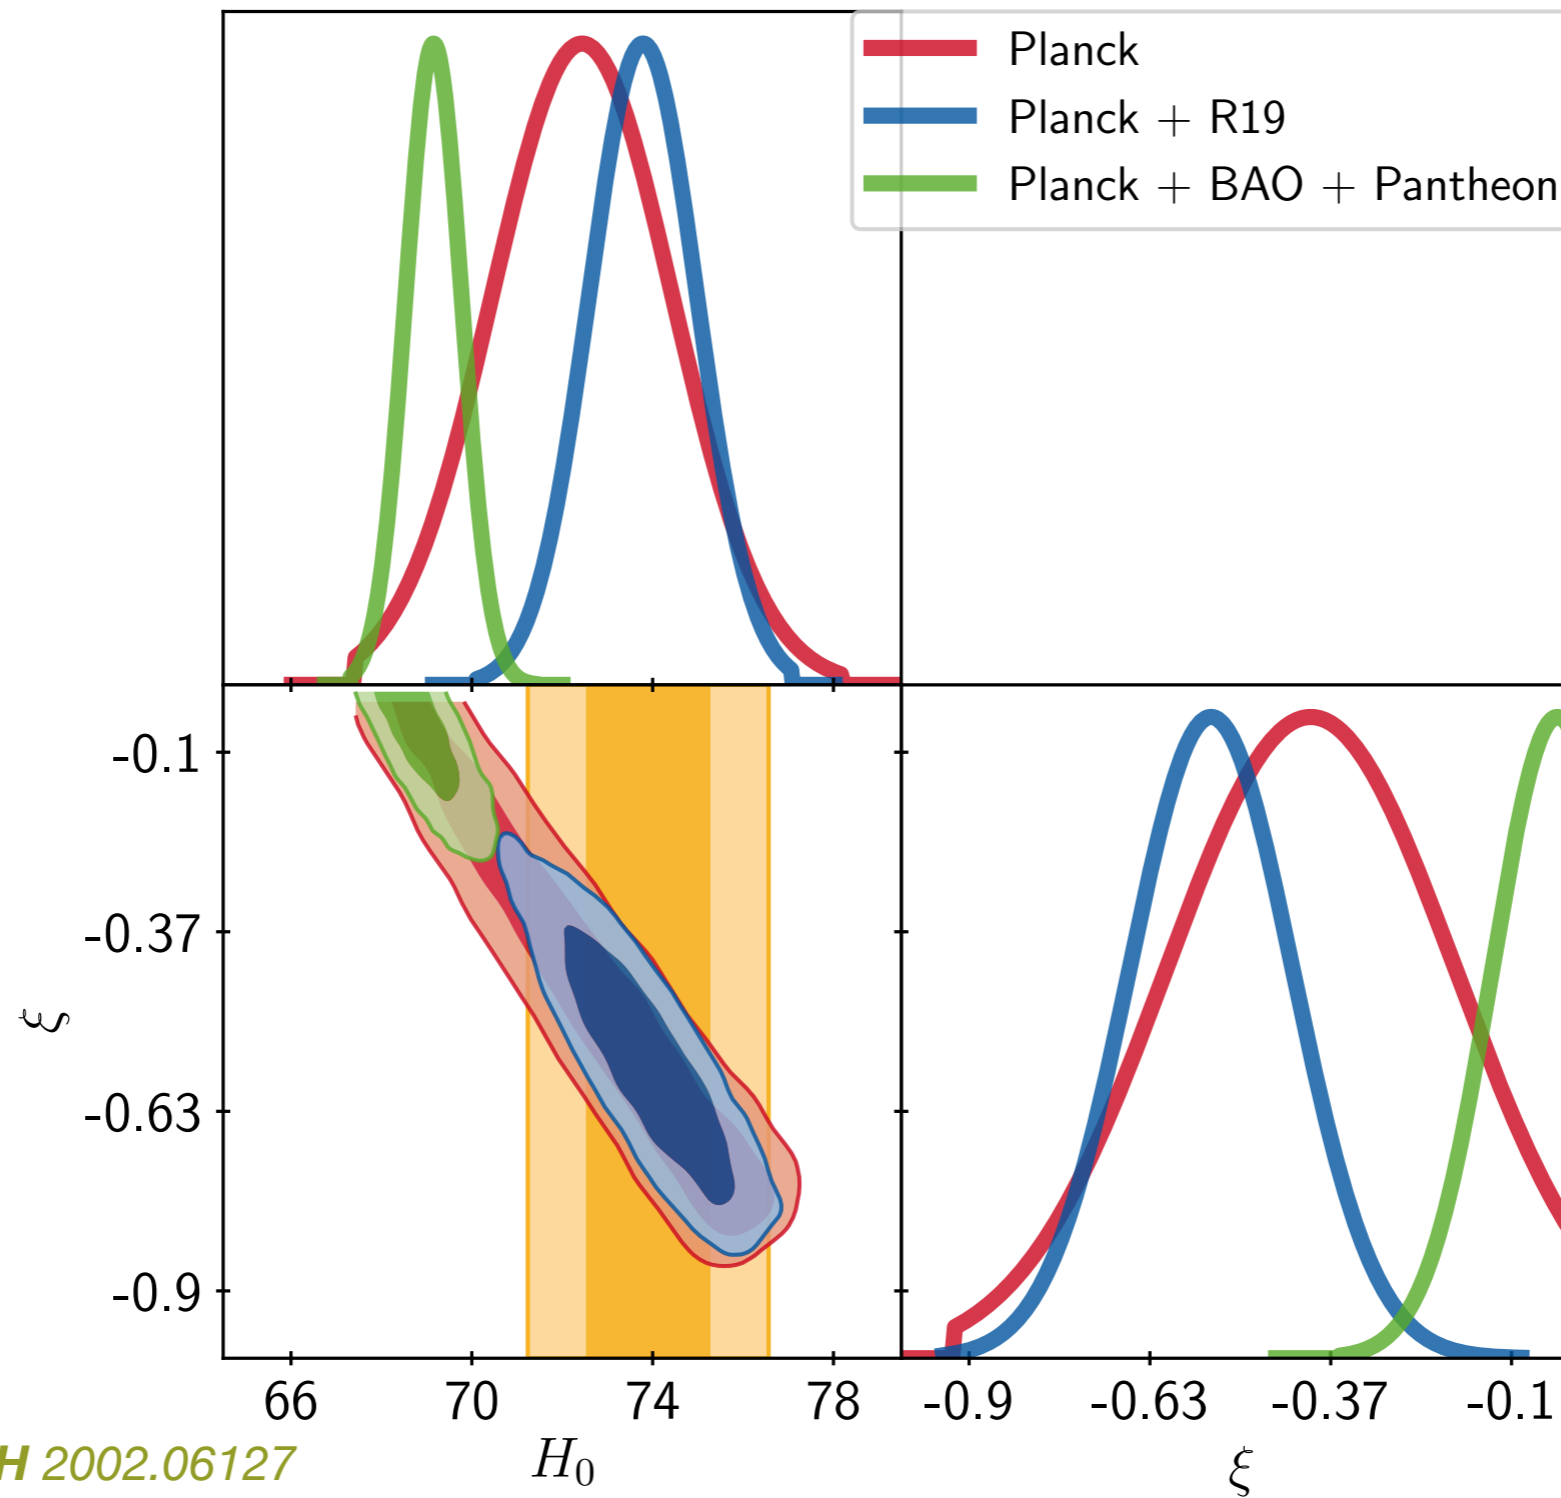 Planck
Planck + R19
Planck + BAO + Pantheon
-0.1
-0.37
-0.63
-0.9
ξ
66 70 74 78
-0.9 -0.63 -0.37 -0.1
H₀
ξ
H 2002.06127